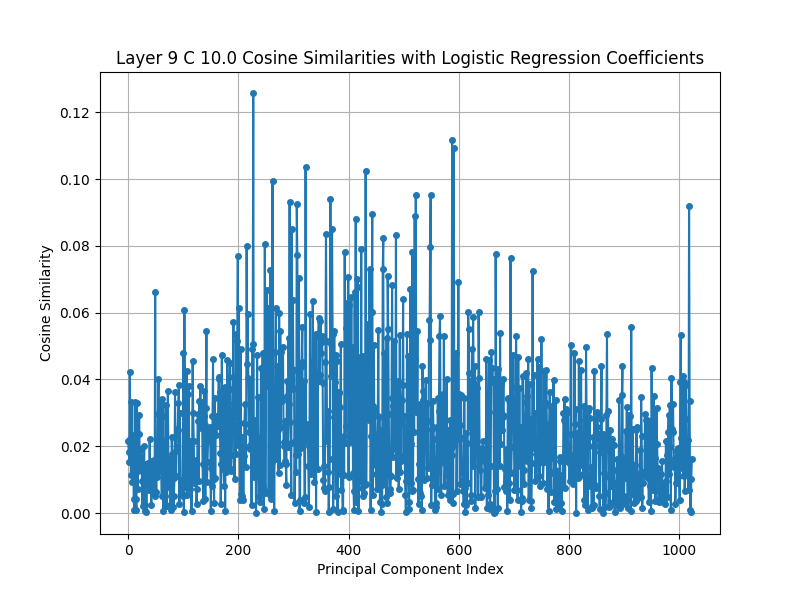 Layer 9 C 10.0 Cosine Similarities with Logistic Regression Coefficients
0.12
0.10
0.08
0.06
0.04
0.02
0.00
Cosine Similarity
0 200 400 600 800 1000
Principal Component Index